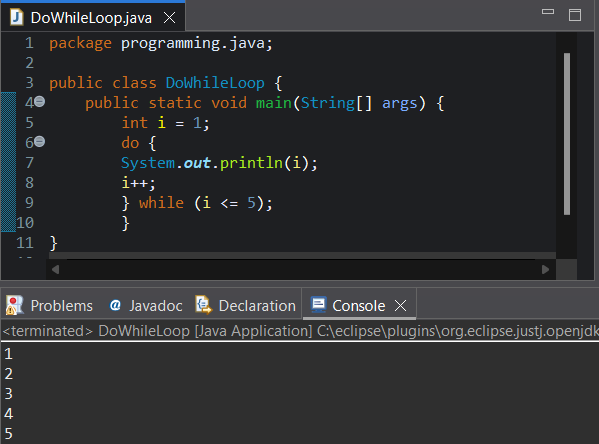 DoWhileLoop.java
1 package programming.java;
2
3 public class DoWhileLoop {
4 public static void main(String[] args) {
5 int i = 1;
6 do {
7 System.out.println(i);
8 i++;
9 } while (i <= 5);
10 }
11 }
Problems @ Javadoc Declaration Console
<terminated> DoWhileLoop [Java Application] C:\eclipse\plugins\org.eclipse.justj.openjdk
1
2
3
4
5